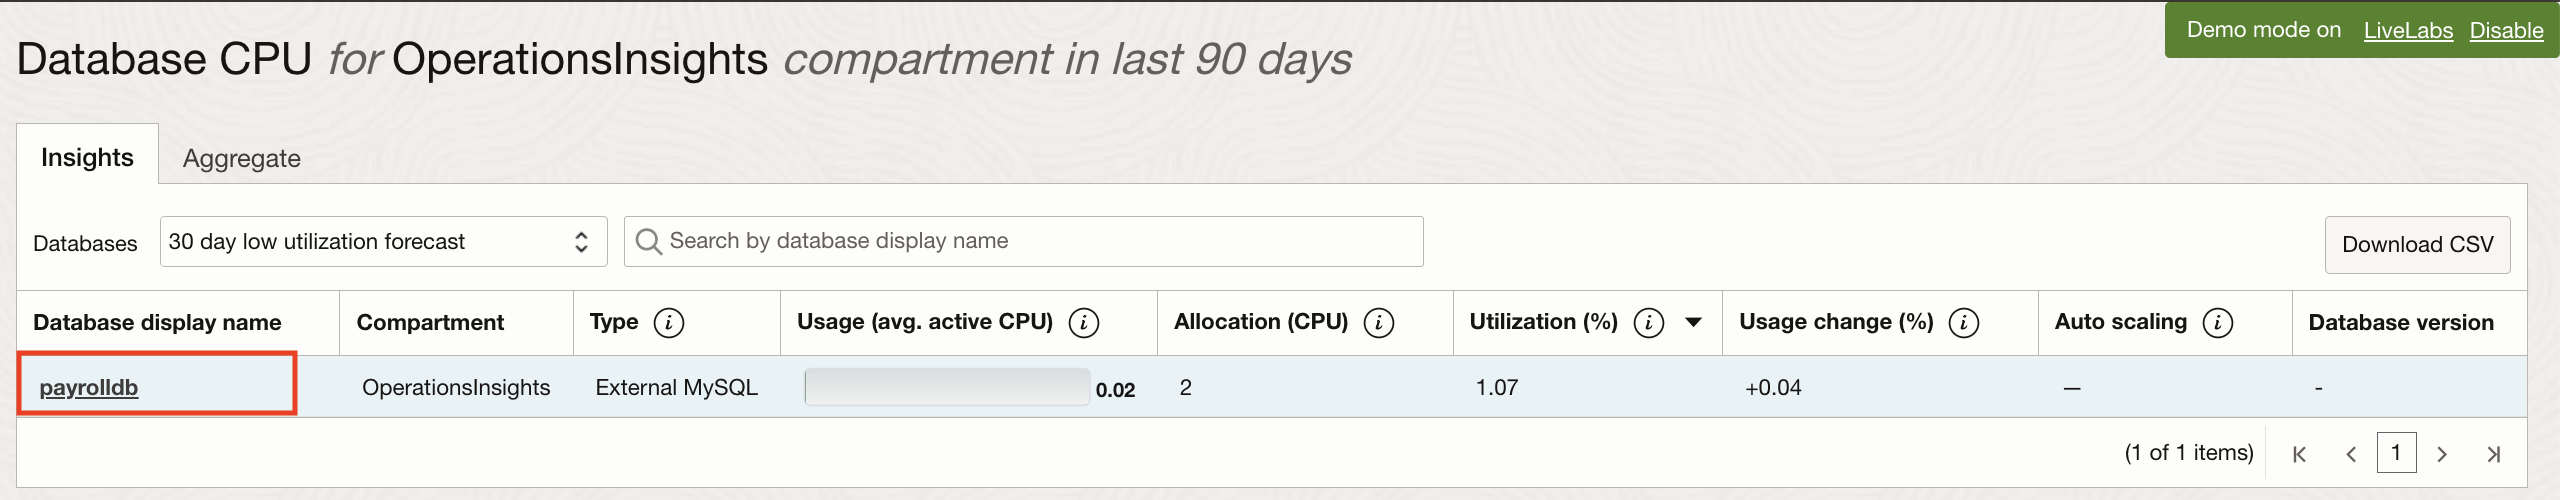 Demo mode on LiveLabs Disable
Database CPU for OperationsInsights compartment in last 90 days
Insights Aggregate
Databases 30 day low utilization forecast Search by database display name Download CSV
Database display name Compartment Type i Usage (avg. active CPU) i Allocation (CPU) i Utilization (%) i Usage change (%) i Auto scaling i Database version
payrolldb OperationsInsights External MySQL 0.02 2 1.07 +0.04 — -
(1 of 1 items) 1